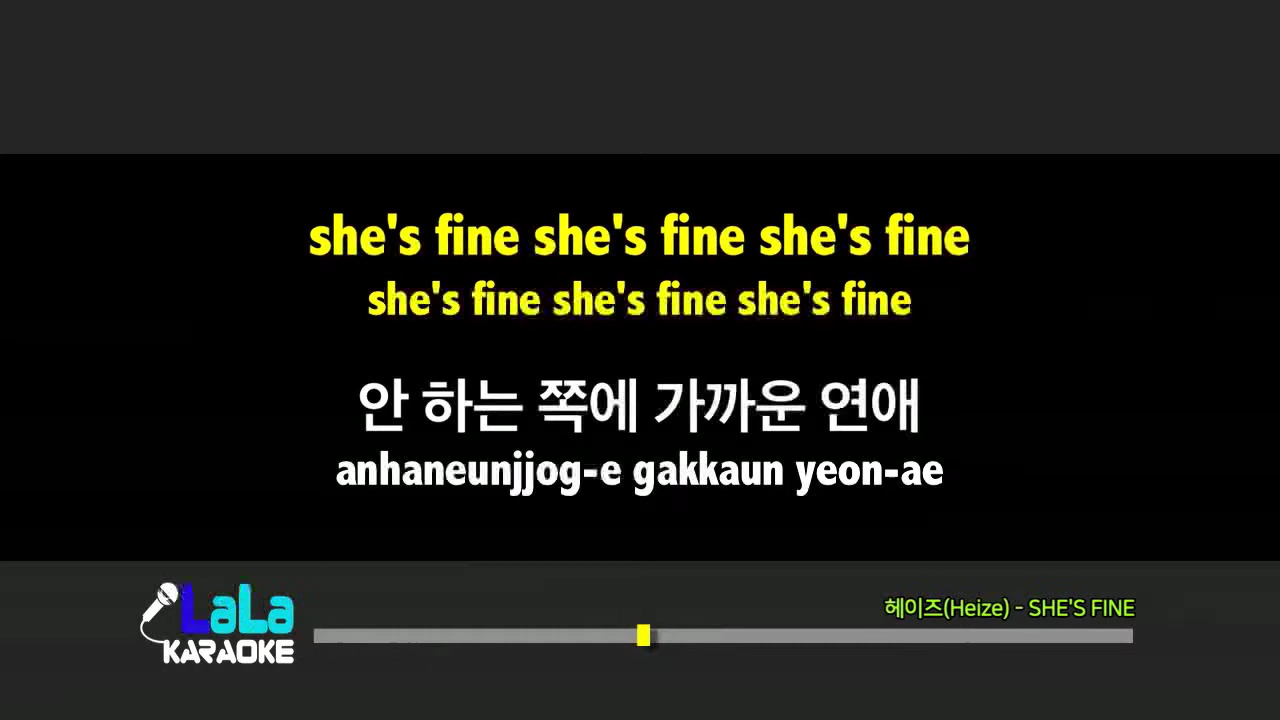 she's fine she's fine she's fine
she's fine she's fine she's fine
안 하는 쪽에 가까운 연애
anhaneunjjog-e gakkaun yeon-ae
LaLa
KARAOKE
헤이즈(Heize) - SHE'S FINE